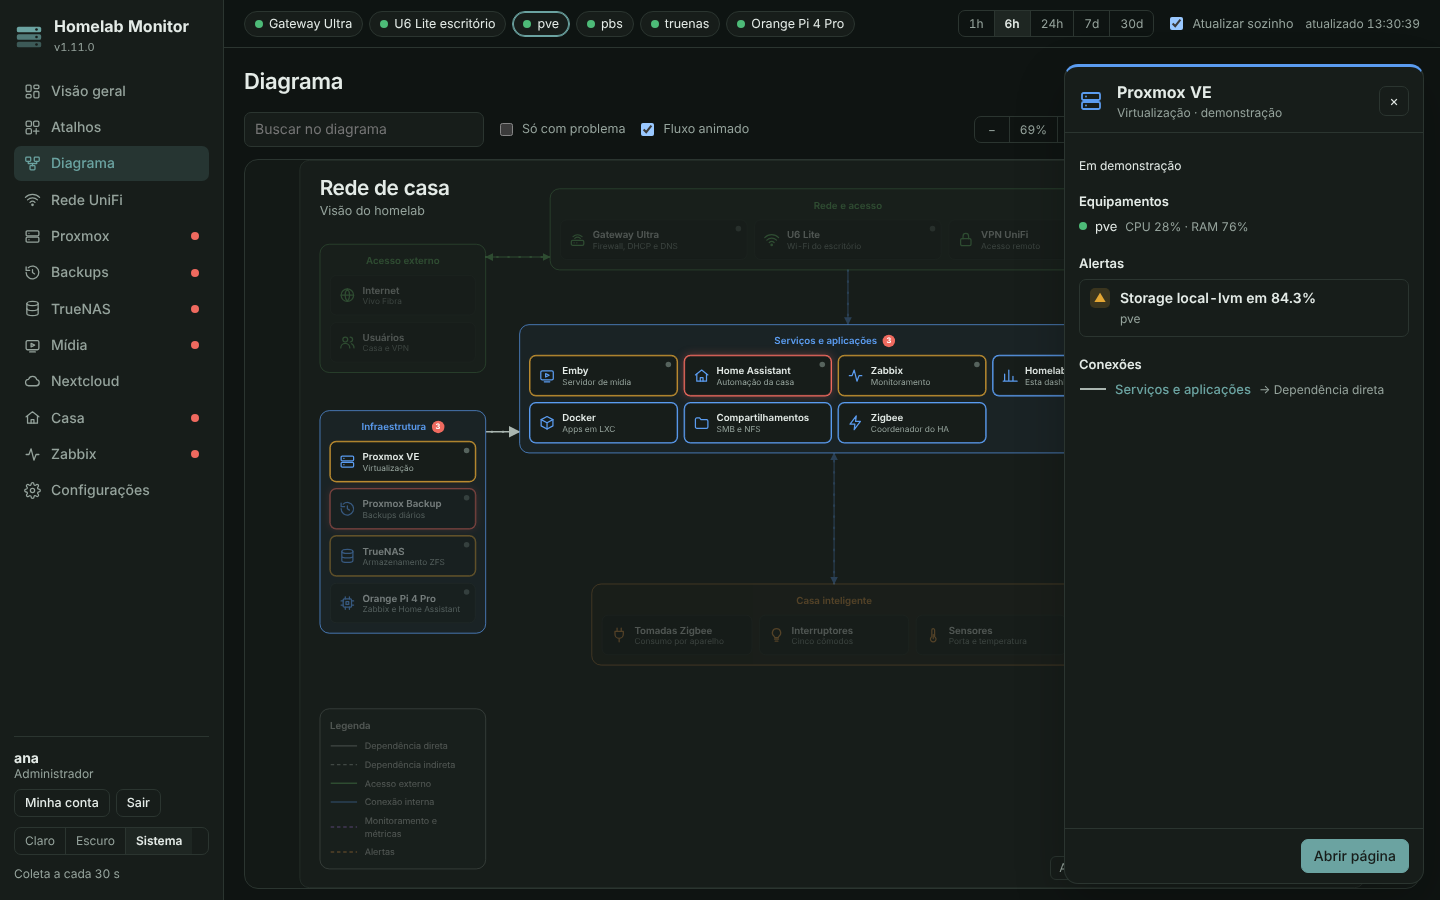 Homelab Monitor
v1.11.0
Visão geral
Atalhos
Diagrama
Rede UniFi
Proxmox
Backups
TrueNAS
Mídia
Nextcloud
Casa
Zabbix
Configurações
ana
Administrador
Minha conta
Sair
Claro
Escuro
Sistema
Coleta a cada 30 s
Gateway Ultra
U6 Lite escritório
pve
pbs
truenas
Orange Pi 4 Pro
1h
6h
24h
7d
30d
Atualizar sozinho
atualizado 13:30:39
Diagrama
Buscar no diagrama
Só com problema
Fluxo animado
−
69%
Rede de casa
Visão do homelab
Rede e acesso
Gateway Ultra
Firewall, DHCP e DNS
U6 Lite
Wi-Fi do escritório
VPN UniFi
Acesso remoto
Acesso externo
Internet
Vivo Fibra
Usuários
Casa e VPN
Serviços e aplicações 3
Emby
Servidor de mídia
Home Assistant
Automação da casa
Zabbix
Monitoramento
Homelab
Esta dash
Docker
Apps em LXC
Compartilhamentos
SMB e NFS
Zigbee
Coordenador do HA
Infraestrutura 3
Proxmox VE
Virtualização
Proxmox Backup
Backups diários
TrueNAS
Armazenamento ZFS
Orange Pi 4 Pro
Zabbix e Home Assistant
Casa inteligente
Tomadas Zigbee
Consumo por aparelho
Interruptores
Cinco cômodos
Sensores
Porta e temperatura
Legenda
Dependência direta
Dependência indireta
Acesso externo
Conexão interna
Monitoramento e
métricas
Alertas
Proxmox VE
Virtualização · demonstração
×
Em demonstração
Equipamentos
pve CPU 28% · RAM 76%
Alertas
Storage local-lvm em 84.3%
pve
Conexões
Serviços e aplicações → Dependência direta
Abrir página